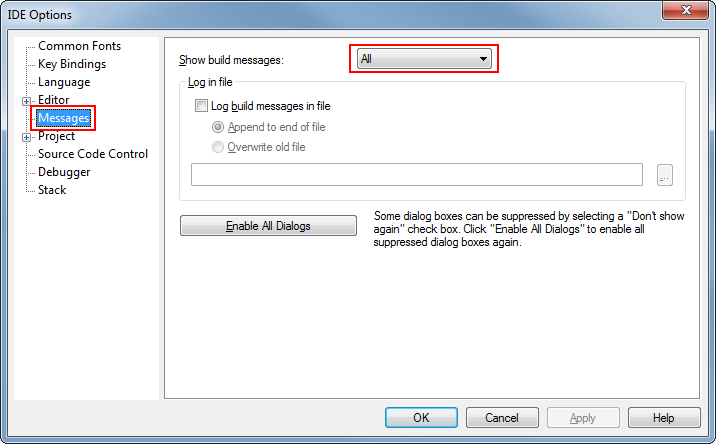 IDE Options
Common Fonts
Key Bindings
Language
Editor
Messages
Project
Source Code Control
Debugger
Stack
Show build messages:
All
Log in file
Log build messages in file
Append to end of file
Overwrite old file
...
Enable All Dialogs
Some dialog boxes can be suppressed by selecting a "Don't show
again" check box. Click "Enable All Dialogs" to enable all
suppressed dialog boxes again.
OK
Cancel
Apply
Help